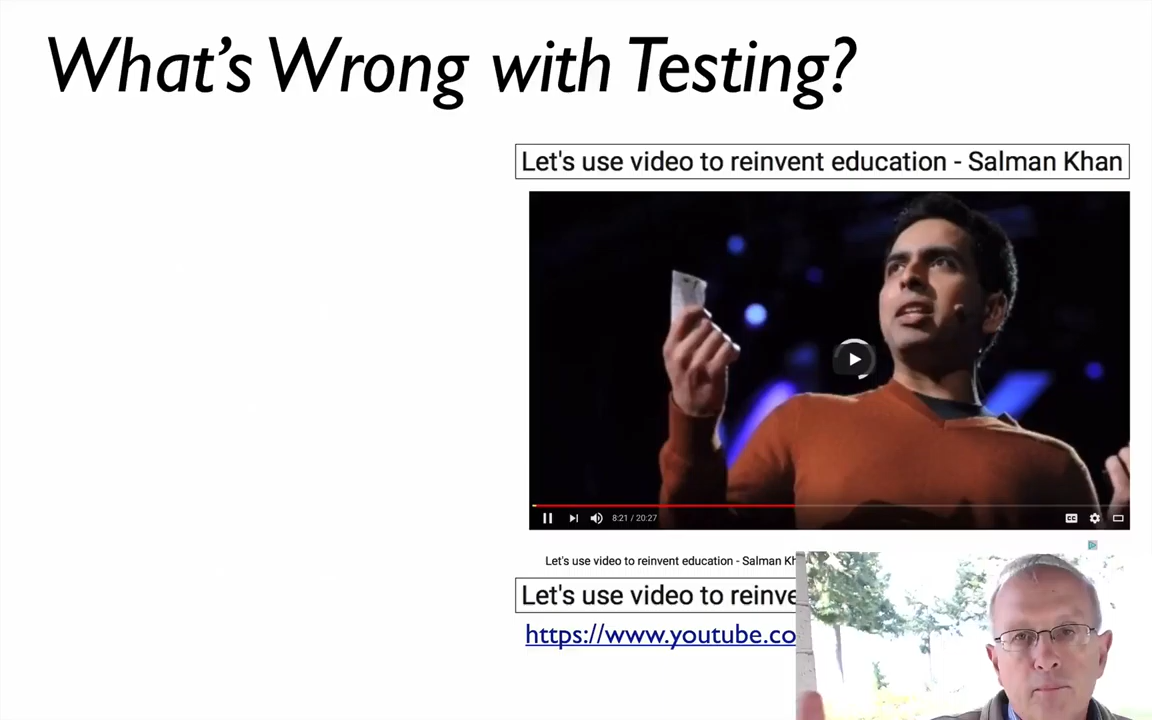 What's Wrong with Testing?
Let's use video to reinvent education - Salman Khan
8:21 / 20:27
CC
Let's use video to reinvent education - Salman Kh
Let's use video to reinve
https://www.youtube.co